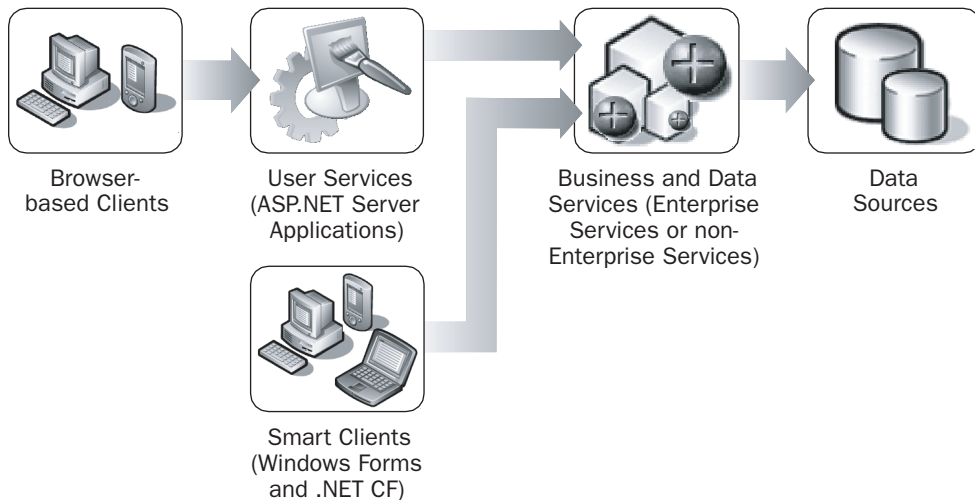 Browser-
based Clients
User Services
(ASP.NET Server
Applications)
Business and Data
Services (Enterprise
Services or non-
Enterprise Services)
Data
Sources
Smart Clients
(Windows Forms
and .NET CF)